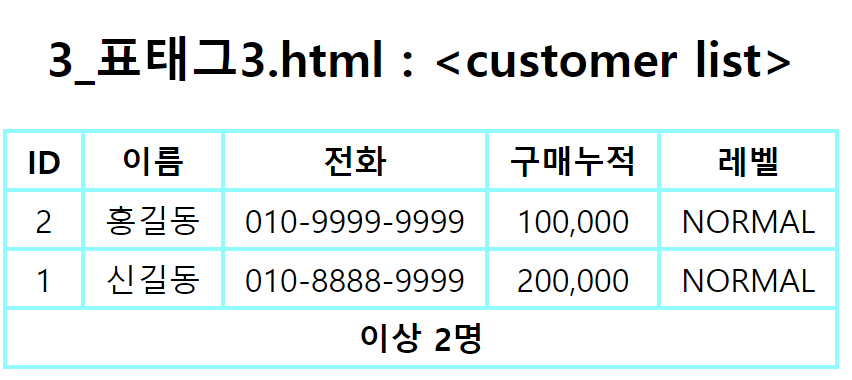 3_표태그3.html : <customer list>
ID 이름 전화 구매누적 레벨
2 홍길동 010-9999-9999 100,000 NORMAL
1 신길동 010-8888-9999 200,000 NORMAL
이상 2명